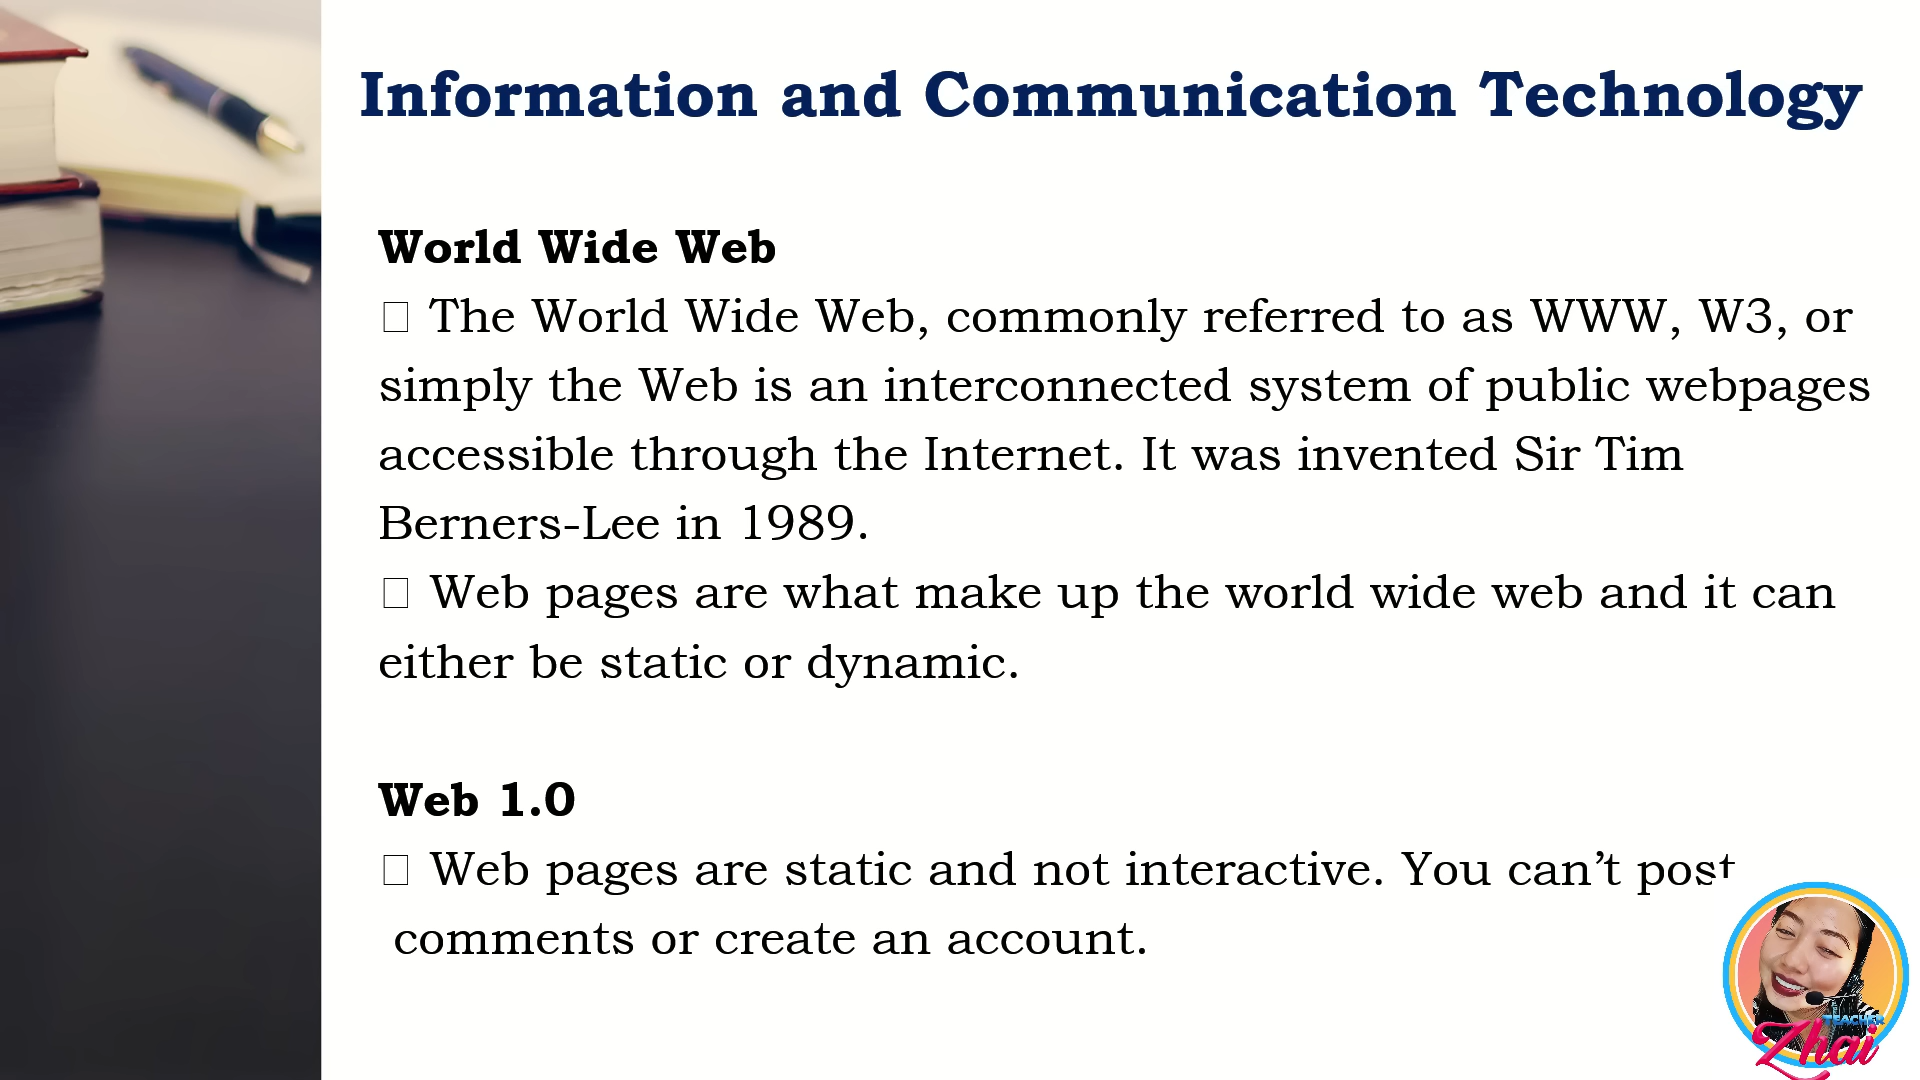 Information and Communication Technology
World Wide Web
□ The World Wide Web, commonly referred to as WWW, W3, or
simply the Web is an interconnected system of public webpages
accessible through the Internet. It was invented Sir Tim
Berners-Lee in 1989.
□ Web pages are what make up the world wide web and it can
either be static or dynamic.
Web 1.0
□ Web pages are static and not interactive. You can’t post
comments or create an account.
TEACHER
Zhai